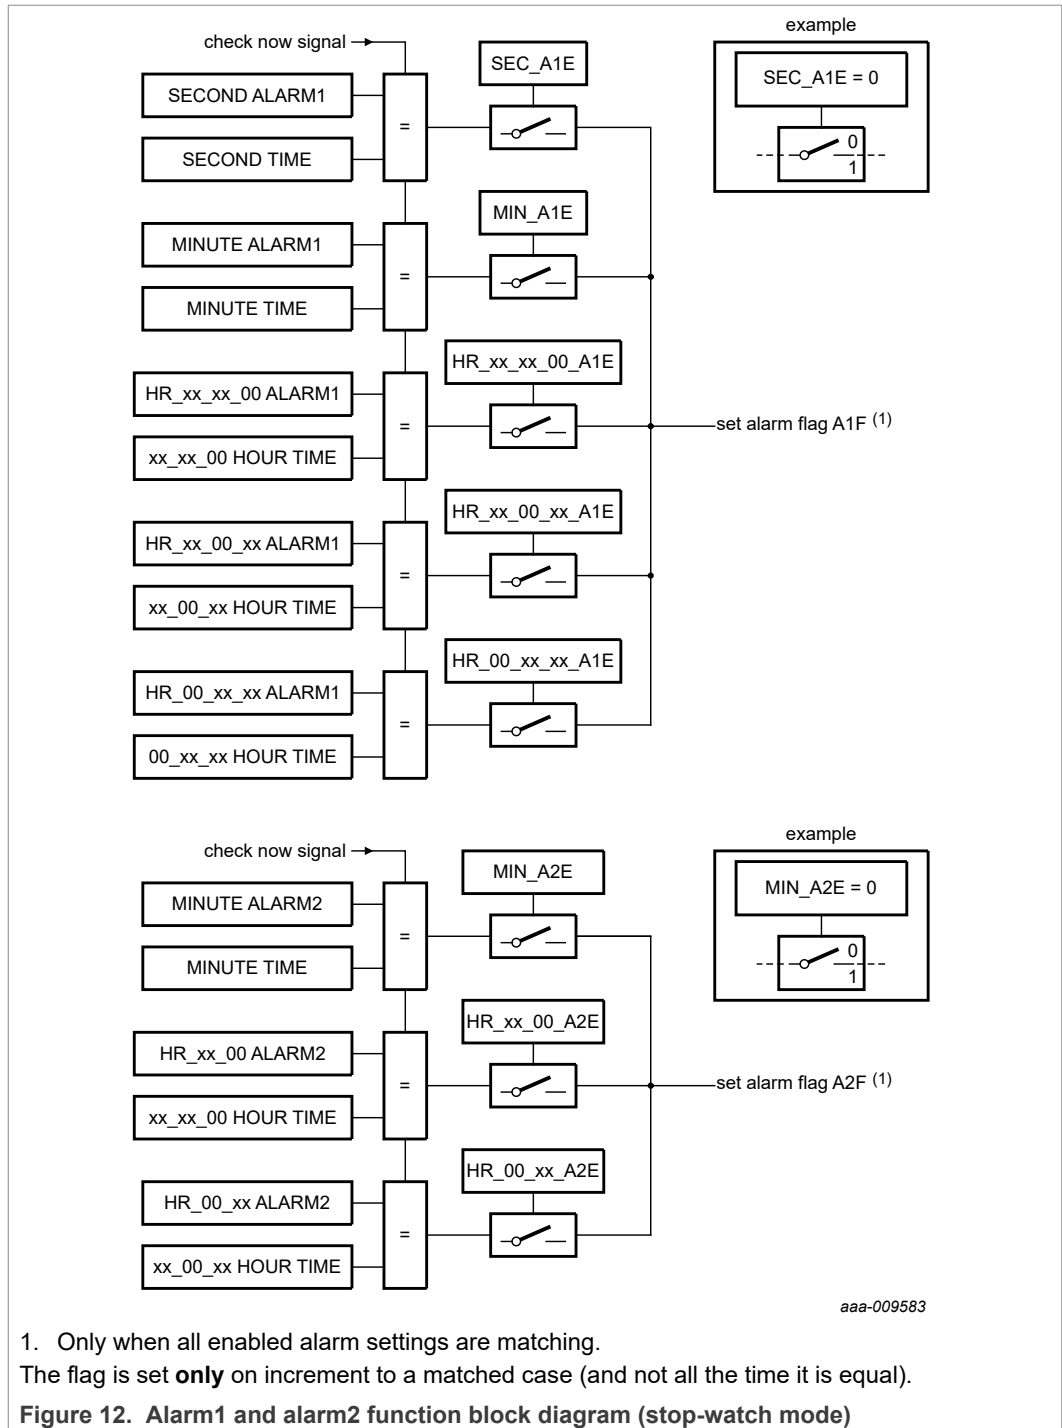 example
check now signal
SEC_A1E
SEC_A1E = 0
SECOND ALARM1
=
0
1
SECOND TIME
MIN_A1E
MINUTE ALARM1
=
MINUTE TIME
HR_xx_xx_00_A1E
HR_xx_xx_00 ALARM1
=
set alarm flag A1F (1)
xx_xx_00 HOUR TIME
HR_xx_00_xx_A1E
HR_xx_00_xx ALARM1
=
xx_00_xx HOUR TIME
HR_00_xx_xx_A1E
HR_00_xx_xx ALARM1
=
00_xx_xx HOUR TIME
example
check now signal
MIN_A2E
MIN_A2E = 0
MINUTE ALARM2
=
0
1
MINUTE TIME
HR_xx_00_A2E
HR_xx_00 ALARM2
=
set alarm flag A2F (1)
xx_xx_00 HOUR TIME
HR_00_xx_A2E
HR_00_xx ALARM2
=
xx_00_xx HOUR TIME
aaa-009583
1. Only when all enabled alarm settings are matching.
The flag is set only on increment to a matched case (and not all the time it is equal).
Figure 12. Alarm1 and alarm2 function block diagram (stop-watch mode)